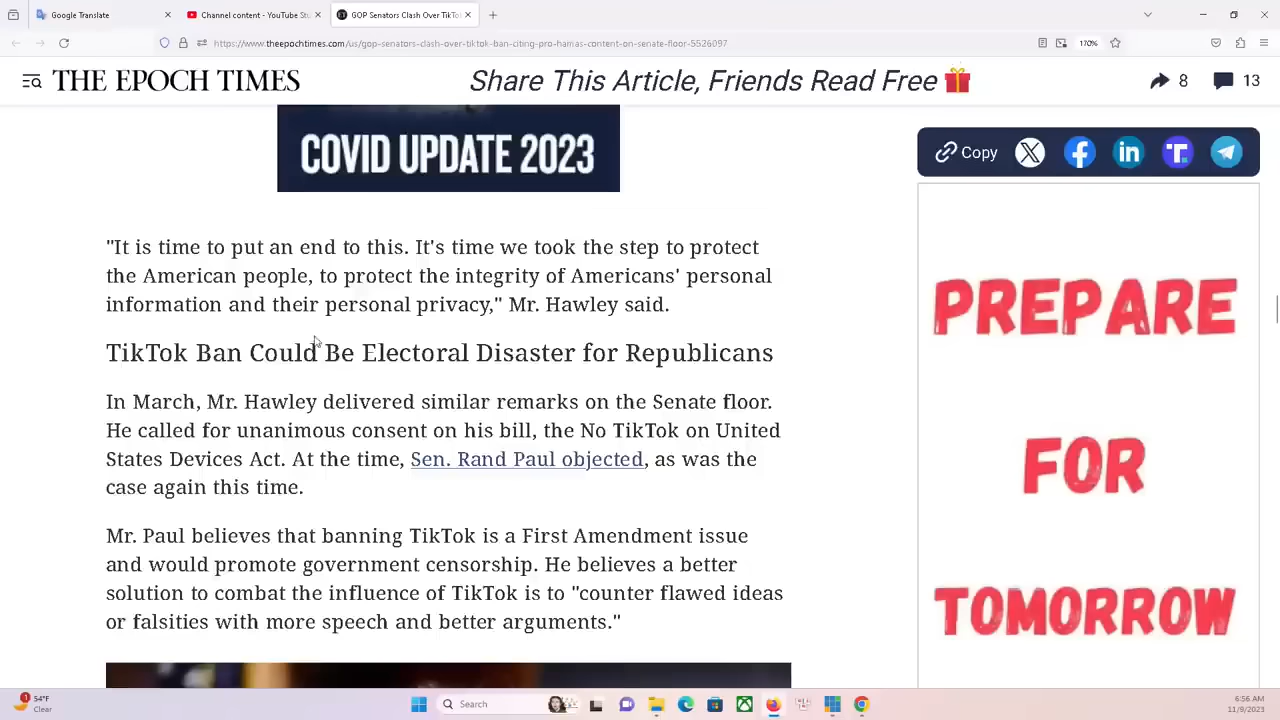 Google Translate
Channel content - YouTube Stu
GOP Senators Clash Over TikTo
https://www.theepochtimes.com/us/gop-senators-clash-over-tiktok-ban-citing-pro-hamas-content-on-senate-floor-5526097
170%
THE EPOCH TIMES
Share This Article, Friends Read Free
8
13
COVID UPDATE 2023
Copy
"It is time to put an end to this. It's time we took the step to protect
the American people, to protect the integrity of Americans' personal
information and their personal privacy," Mr. Hawley said.
TikTok Ban Could Be Electoral Disaster for Republicans
In March, Mr. Hawley delivered similar remarks on the Senate floor.
He called for unanimous consent on his bill, the No TikTok on United
States Devices Act. At the time, Sen. Rand Paul objected, as was the
case again this time.
Mr. Paul believes that banning TikTok is a First Amendment issue
and would promote government censorship. He believes a better
solution to combat the influence of TikTok is to "counter flawed ideas
or falsities with more speech and better arguments."
PREPARE
FOR
TOMORROW
1
54°F
Clear
Search
6:56 AM
11/9/2023